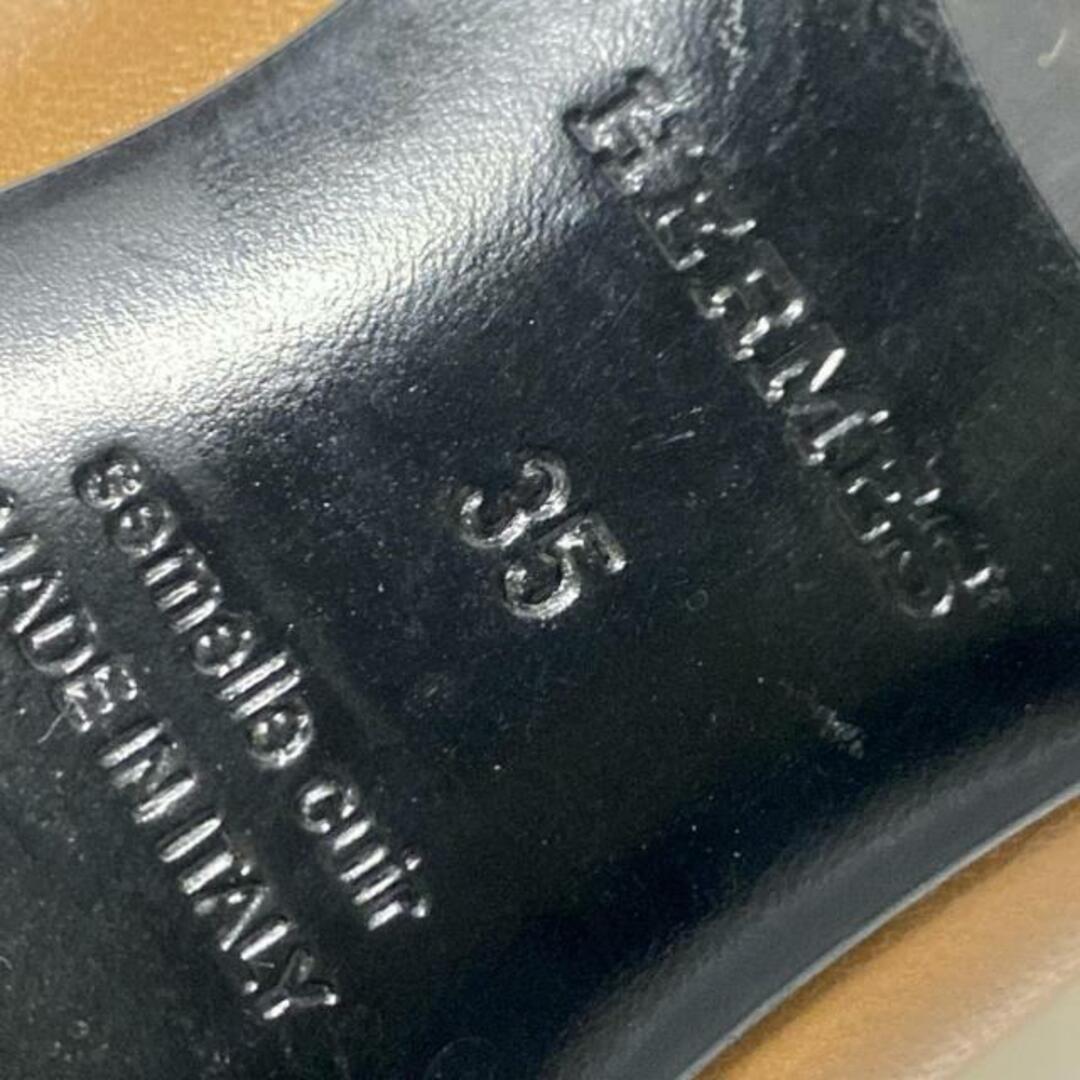 HERMES
35
semelle cuir
MADE IN ITALY